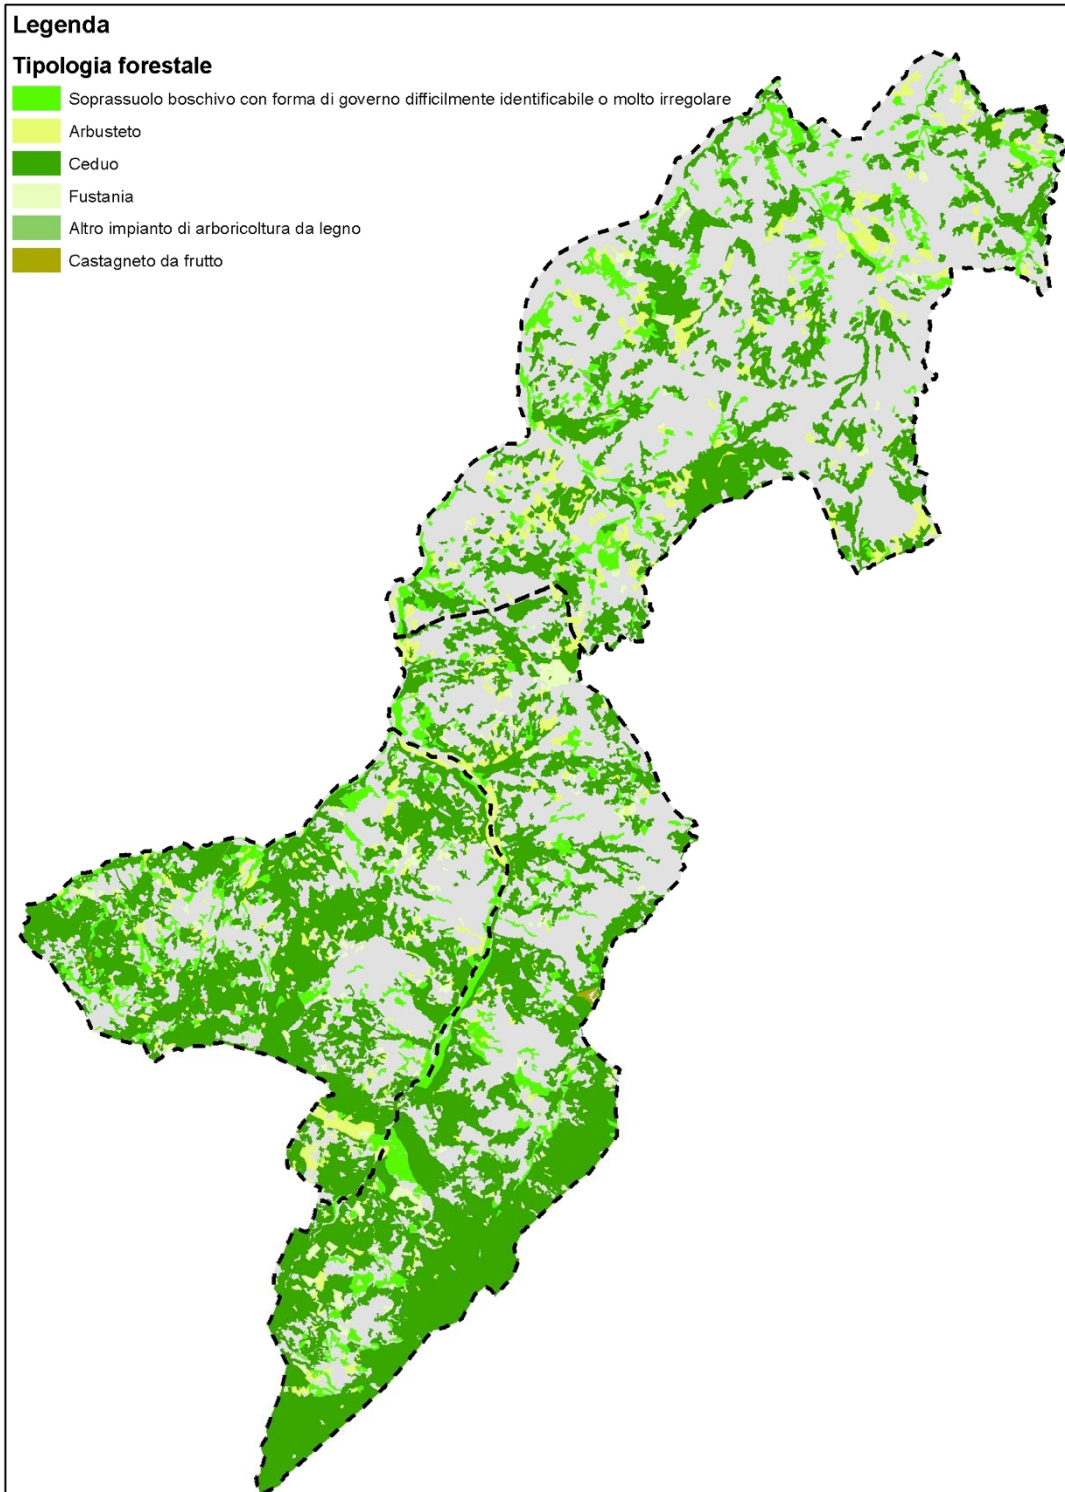 Legenda
Tipologia forestale
Soprassuolo boschivo con forma di governo difficilmente identificabile o molto irregolare
Arbusteto
Ceduo
Fustania
Altro impianto di arboricoltura da legno
Castagneto da frutto